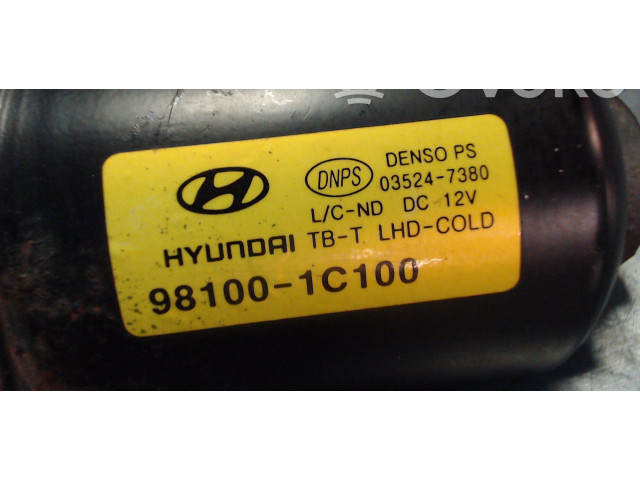 DNPS
DENSO PS
03524-7380
L/C-ND DC 12V
HYUNDAI TB-T LHD-COLD
98100-1C100